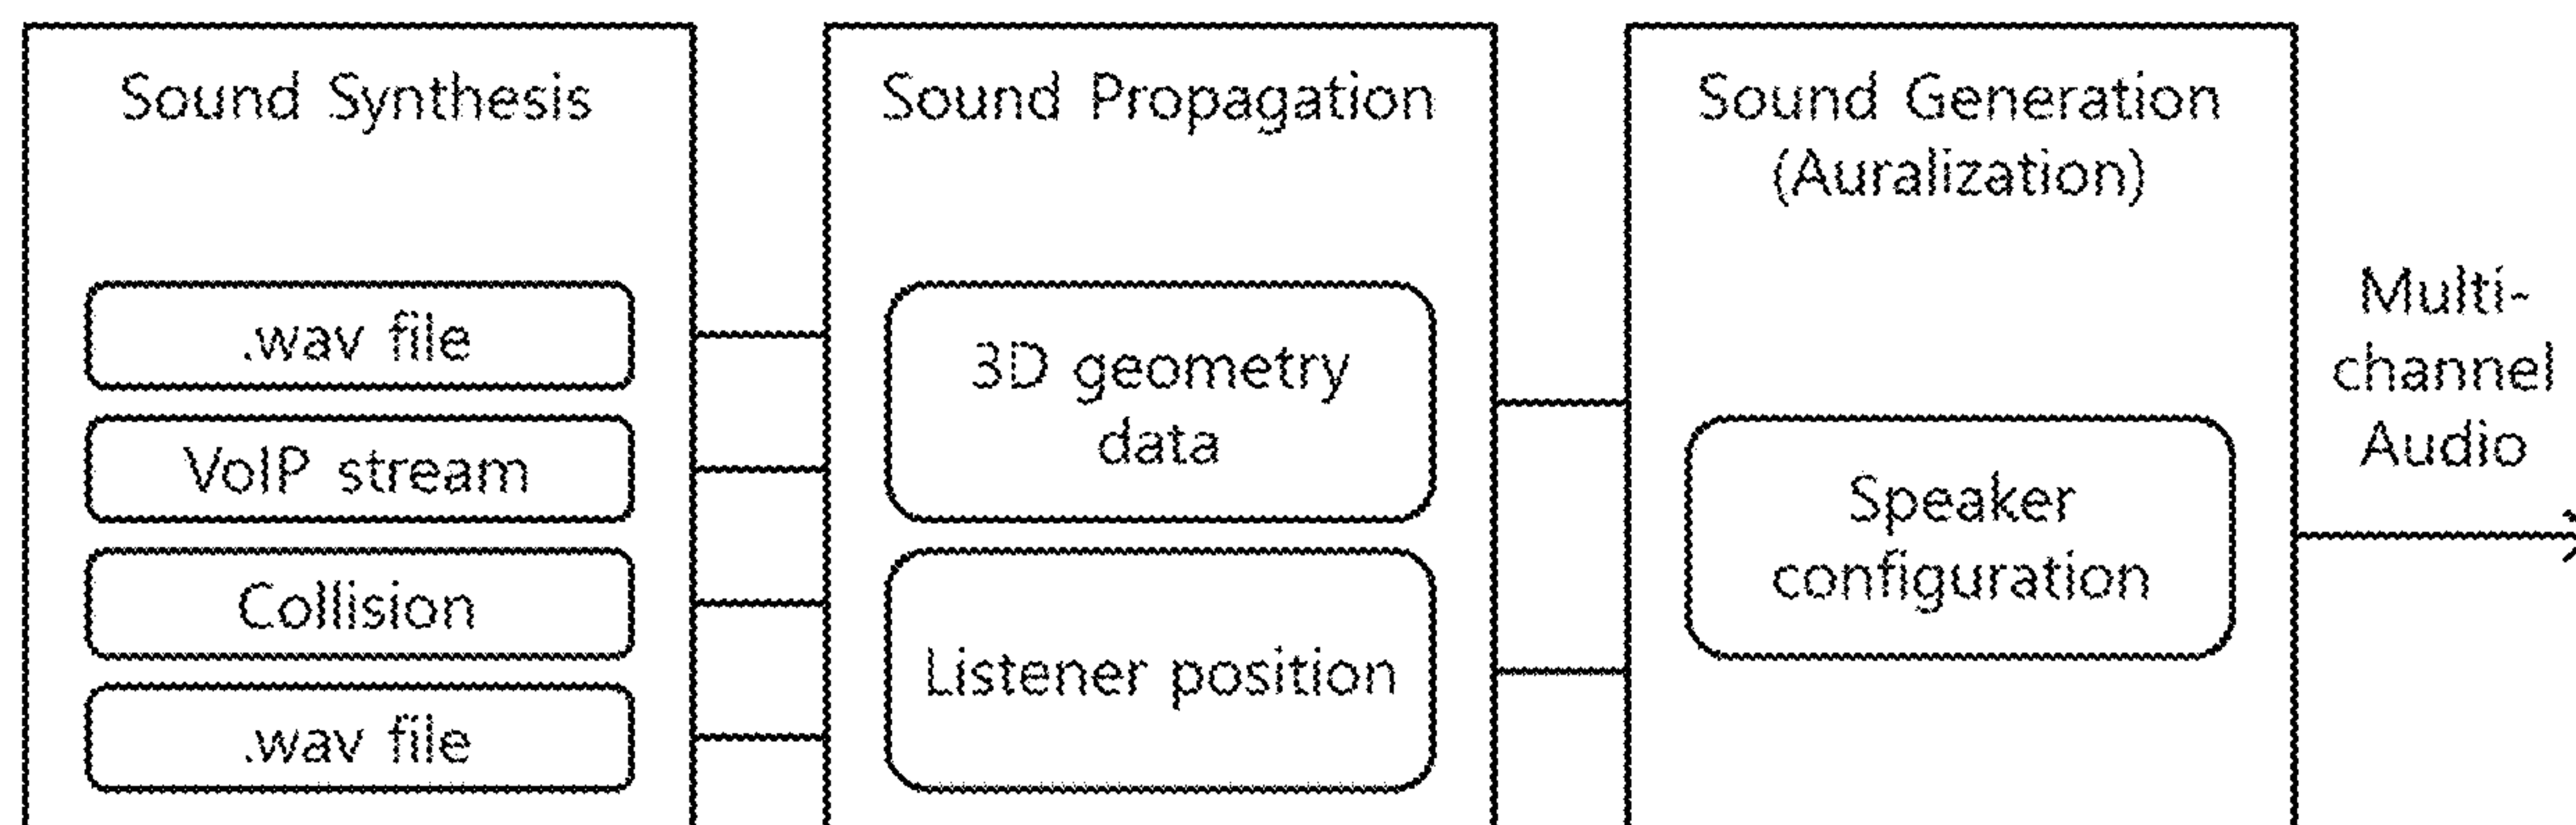 Sound Synthesis
.wav file
VoIP stream
Collision
.wav file
Sound Propagation
3D geometry
data
Listener position
Sound Generation
(Auralization)
Speaker
configuration
Multi-
channel
Audio